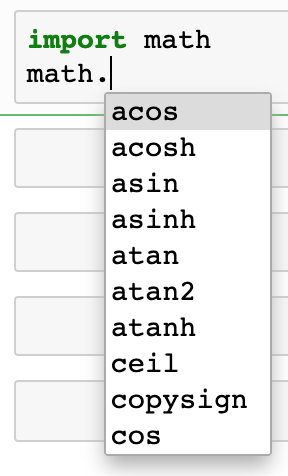 import math
math.
acos
acosh
asin
asinh
atan
atan2
atanh
ceil
copysign
cos